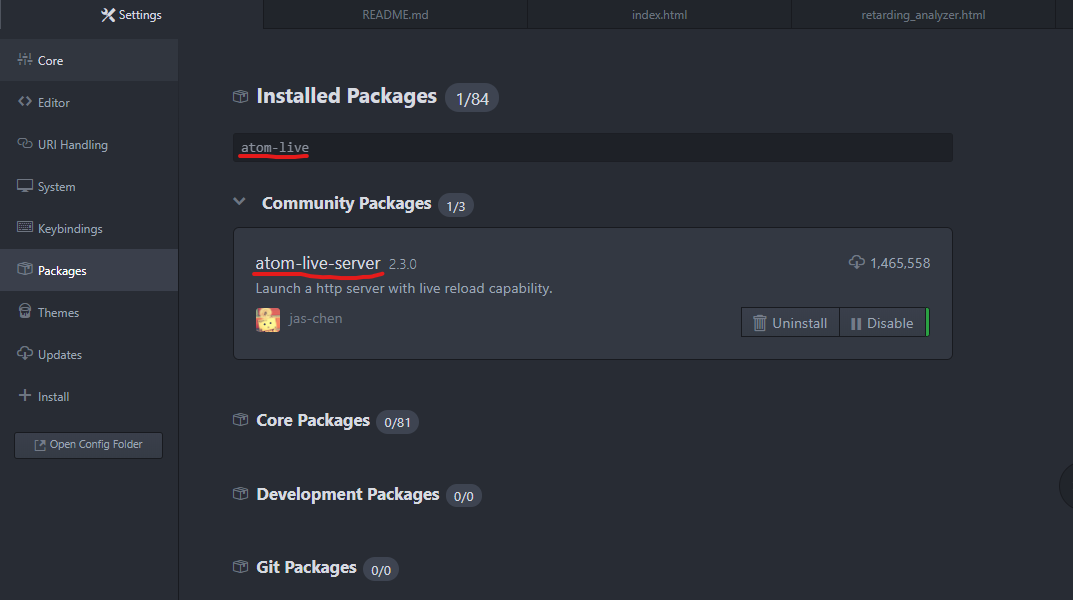 Settings
README.md
index.html
retarding_analyzer.html
Core
Editor
URI Handling
System
Keybindings
Packages
Themes
Updates
Install
Open Config Folder
Installed Packages 1/84
atom-live
Community Packages 1/3
atom-live-server 2.3.0
1,465,558
Launch a http server with live reload capability.
jas-chen
Uninstall
Disable
Core Packages 0/81
Development Packages 0/0
Git Packages 0/0